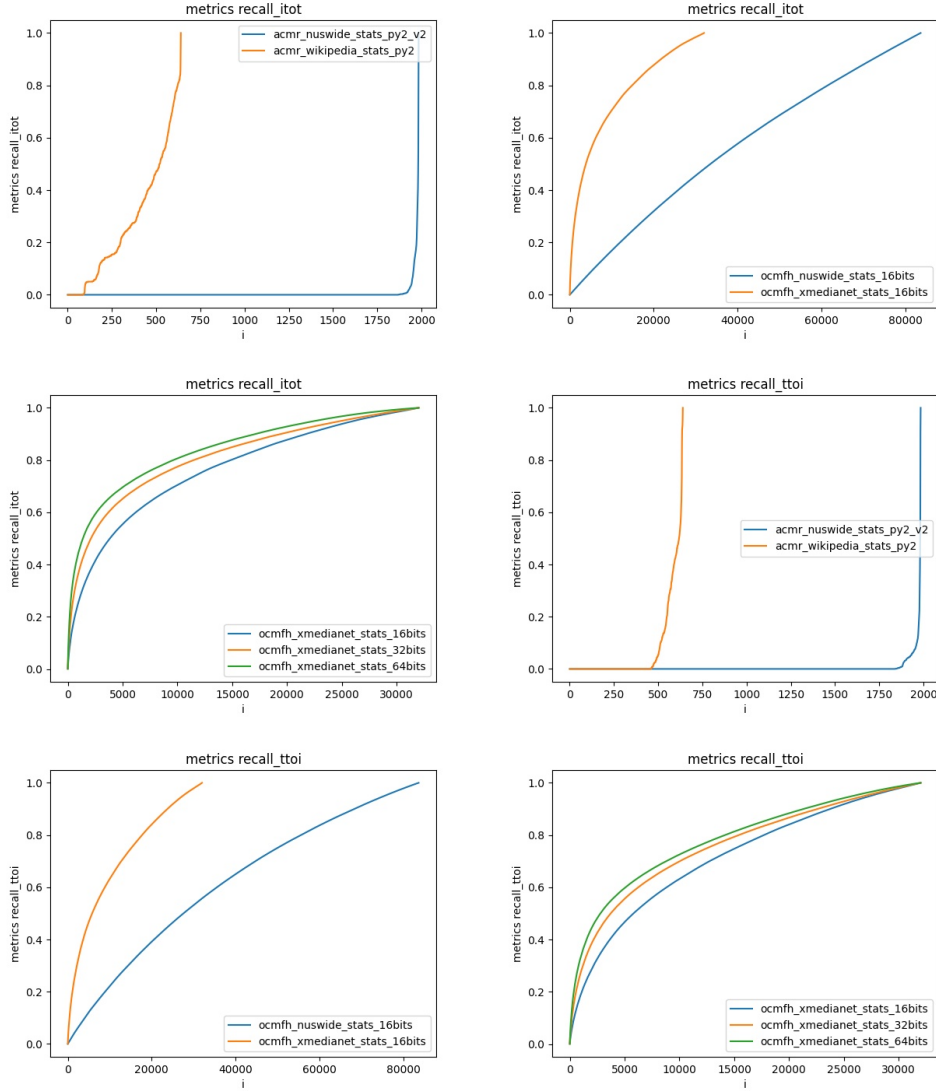 metrics recall_itot
metrics recall_itot
1.0
0.8
0.6
0.4
0.2
0.0
acmr_nuswide_stats_py2_v2
acmr_wikipedia_stats_py2
0 250 500 750 1000 1250 1500 1750 2000
i
metrics recall_itot
metrics recall_itot
1.0
0.8
0.6
0.4
0.2
0.0
ocmfh_nuswide_stats_16bits
ocmfh_xmedianet_stats_16bits
0 20000 40000 60000 80000
i
metrics recall_itot
metrics recall_itot
1.0
0.8
0.6
0.4
0.2
0.0
ocmfh_xmedianet_stats_16bits
ocmfh_xmedianet_stats_32bits
ocmfh_xmedianet_stats_64bits
0 5000 10000 15000 20000 25000 30000
i
metrics recall_ttoi
metrics recall_ttoi
1.0
0.8
0.6
0.4
0.2
0.0
acmr_nuswide_stats_py2_v2
acmr_wikipedia_stats_py2
0 250 500 750 1000 1250 1500 1750 2000
i
metrics recall_ttoi
metrics recall_ttoi
1.0
0.8
0.6
0.4
0.2
0.0
ocmfh_nuswide_stats_16bits
ocmfh_xmedianet_stats_16bits
0 20000 40000 60000 80000
i
metrics recall_ttoi
metrics recall_ttoi
1.0
0.8
0.6
0.4
0.2
0.0
ocmfh_xmedianet_stats_16bits
ocmfh_xmedianet_stats_32bits
ocmfh_xmedianet_stats_64bits
0 5000 10000 15000 20000 25000 30000
i